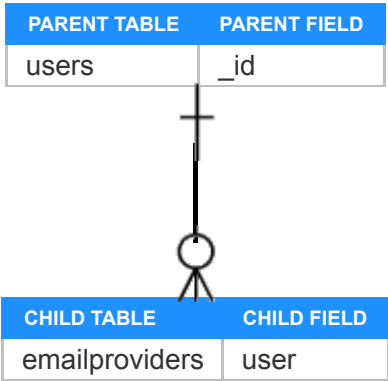 PARENT TABLE PARENT FIELD
users _id
CHILD TABLE CHILD FIELD
emailproviders user